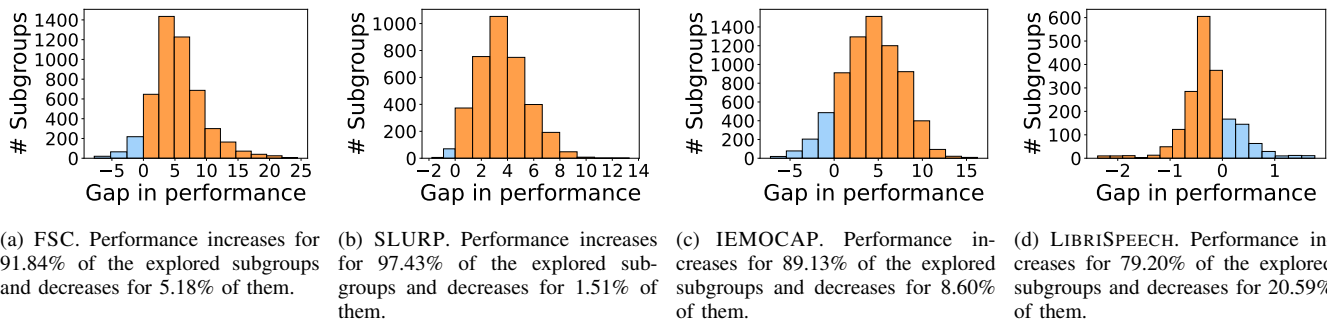 1400
1200
1000
800
600
400
200
0
# Subgroups
−5 0 5 10 15 20 25
Gap in performance
1000
800
600
400
200
0
# Subgroups
−2 0 2 4 6 8 10 12 14
Gap in performance
1400
1200
1000
800
600
400
200
0
# Subgroups
−5 0 5 10 15
Gap in performance
600
500
400
300
200
100
0
# Subgroups
−2 −1 0 1
Gap in performance
(a) FSC. Performance increases for
91.84% of the explored subgroups
and decreases for 5.18% of them.
(b) SLURP. Performance increases
for 97.43% of the explored sub-
groups and decreases for 1.51% of
them.
(c) IEMOCAP. Performance in-
creases for 89.13% of the explored
subgroups and decreases for 8.60%
of them.
(d) LIBRISPEECH. Performance in-
creases for 79.20% of the explored
subgroups and decreases for 20.59%
of them.